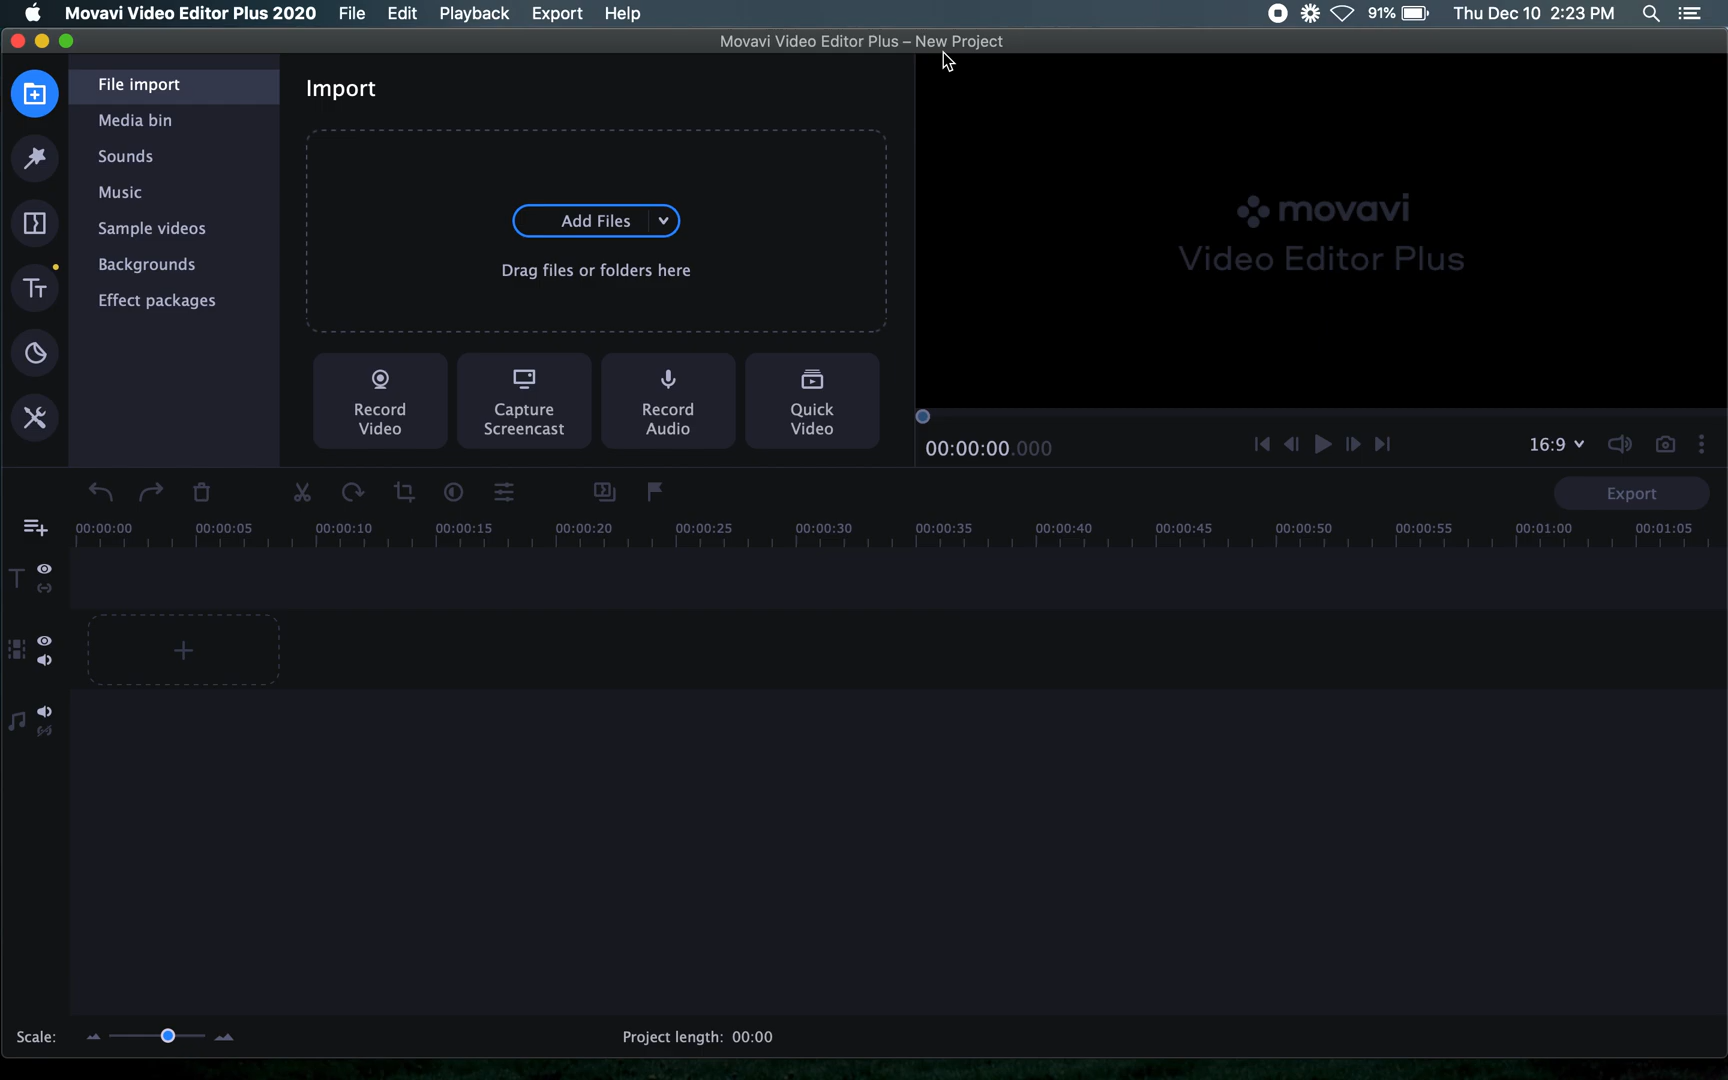 Movavi Video Editor Plus 2020 File Edit Playback Export Help 91% Thu Dec 10 2:23 PM
Movavi Video Editor Plus – New Project
File import
Media bin
Sounds
Music
Sample videos
Backgrounds
Effect packages
Import
Add Files
Drag files or folders here
Record Video
Capture Screencast
Record Audio
Quick Video
movavi
Video Editor Plus
00:00:00.000
16:9
Export
00:00:00 00:00:05 00:00:10 00:00:15 00:00:20 00:00:25 00:00:30 00:00:35 00:00:40 00:00:45 00:00:50 00:00:55 00:01:00 00:01:05
Scale:
Project length: 00:00